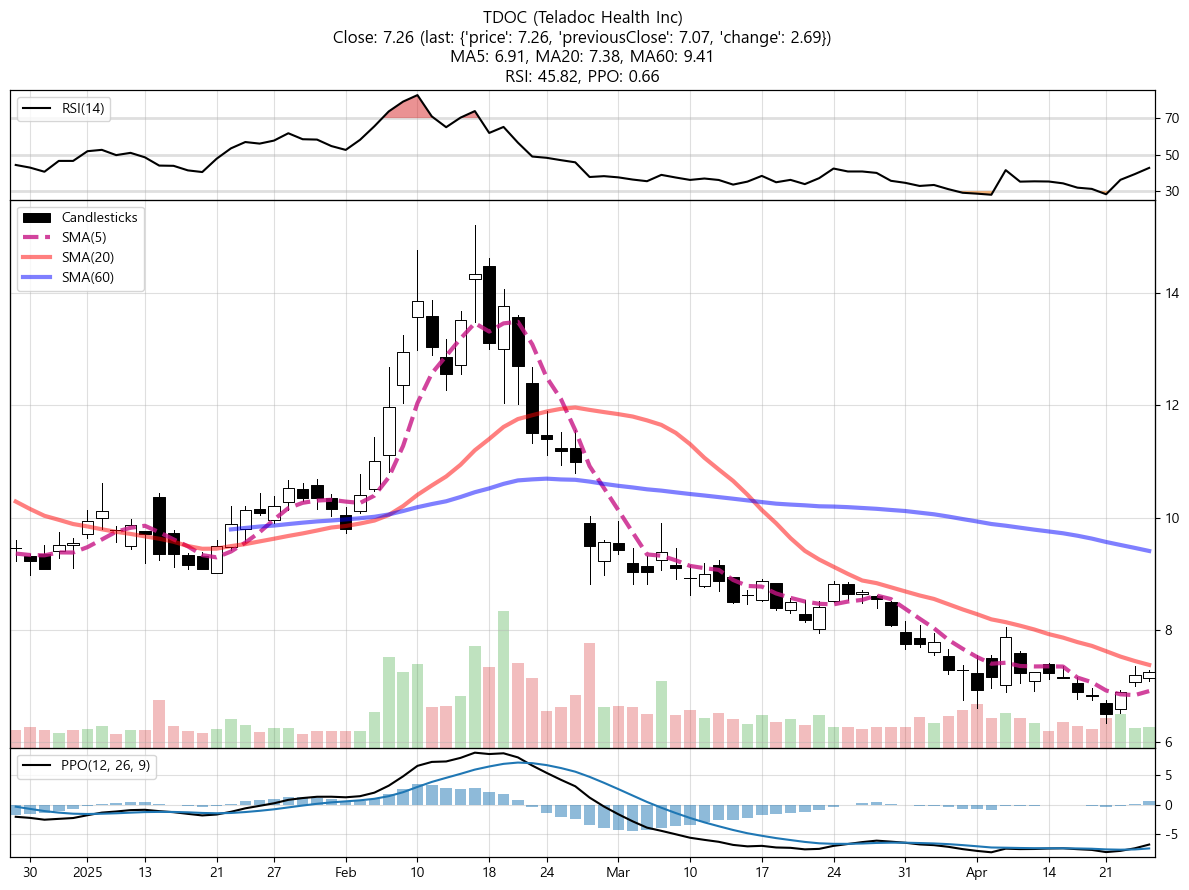 TDOC (Teladoc Health Inc)
Close: 7.26 (last: {'price': 7.26, 'previousClose': 7.07, 'change': 2.69})
MA5: 6.91, MA20: 7.38, MA60: 9.41
RSI: 45.82, PPO: 0.66
RSI(14)
70
50
30
Candlesticks
SMA(5)
SMA(20)
SMA(60)
14
12
10
8
6
PPO(12, 26, 9)
5
0
-5
30 2025 13 21 27 Feb 10 18 24 Mar 10 17 24 31 Apr 14 21